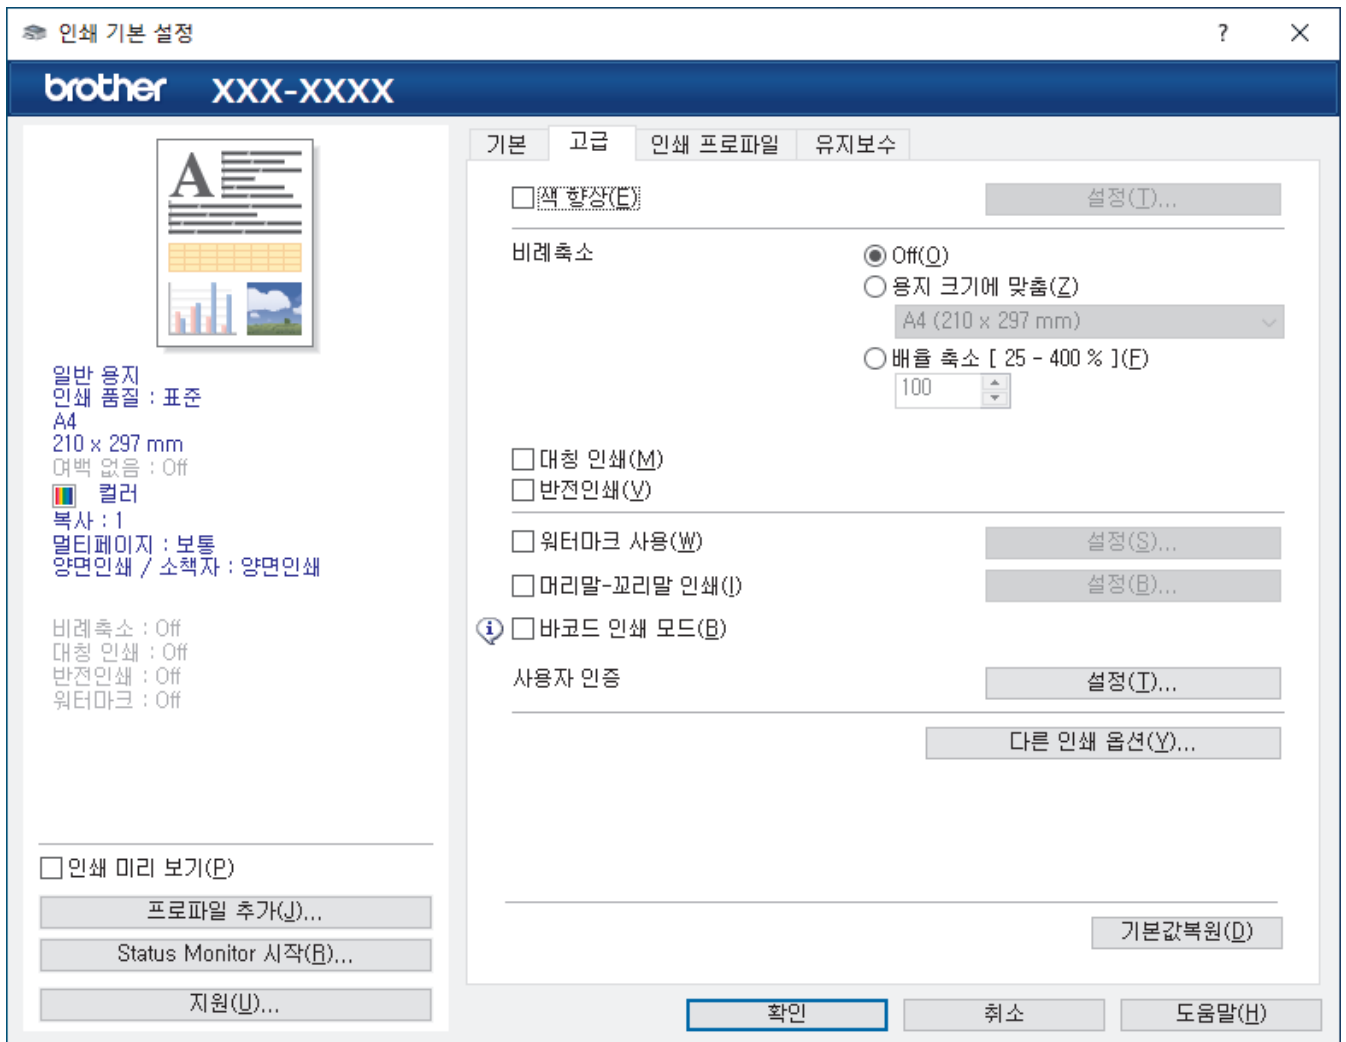 인쇄 기본 설정
brother XXX-XXXX
기본 고급 인쇄 프로파일 유지보수
A
일반 용지
인쇄 품질 : 표준
A4
210 x 297 mm
여백 없음 : Off
컬러
복사 : 1
멀티페이지 : 보통
양면인쇄 / 소책자 : 양면인쇄
비례축소 : Off
대칭 인쇄 : Off
반전인쇄 : Off
워터마크 : Off
인쇄 미리 보기(P)
프로파일 추가(J)...
Status Monitor 시작(R)...
지원(U)...
색 향상(E) 설정(T)...
비례축소 Off(O)
용지 크기에 맞춤(Z)
A4 (210 x 297 mm)
배율 축소 [ 25 - 400 % ](F)
100
대칭 인쇄(M)
반전인쇄(V)
워터마크 사용(W) 설정(S)...
머리말-꼬리말 인쇄(I) 설정(B)...
바코드 인쇄 모드(B)
사용자 인증 설정(T)...
다른 인쇄 옵션(Y)...
기본값복원(D)
확인 취소 도움말(H)